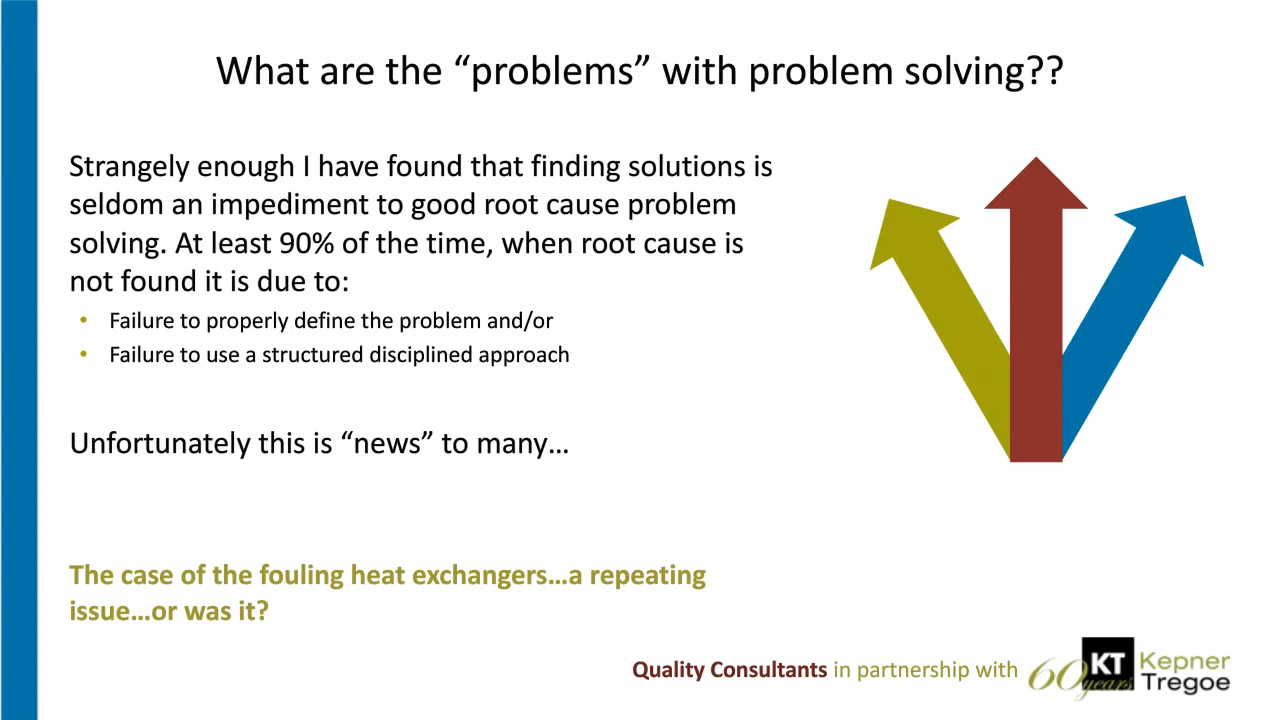 What are the “problems” with problem solving??
Strangely enough I have found that finding solutions is
seldom an impediment to good root cause problem
solving. At least 90% of the time, when root cause is
not found it is due to:
• Failure to properly define the problem and/or
• Failure to use a structured disciplined approach
Unfortunately this is “news” to many…
The case of the fouling heat exchangers…a repeating
issue…or was it?
Quality Consultants in partnership with
60 years
KT
Kepner
Tregoe